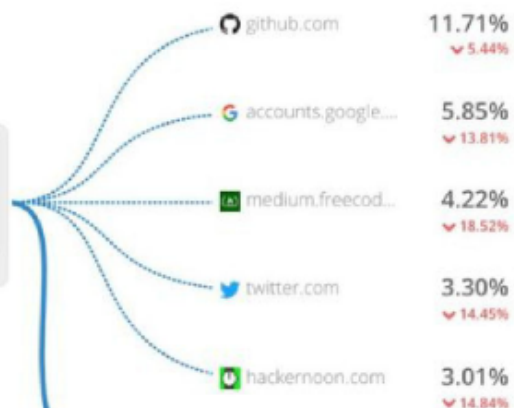 github.com 11.71%
5.44%
accounts.google.... 5.85%
13.81%
medium.freecod... 4.22%
18.52%
twitter.com 3.30%
14.45%
hackernoon.com 3.01%
14.84%